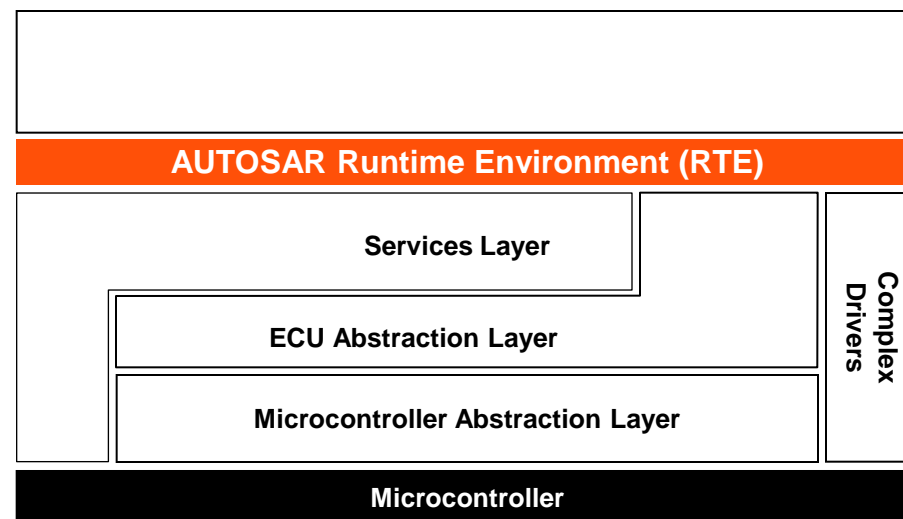 AUTOSAR Runtime Environment (RTE)
Services Layer
ECU Abstraction Layer
Complex
Drivers
Microcontroller Abstraction Layer
Microcontroller